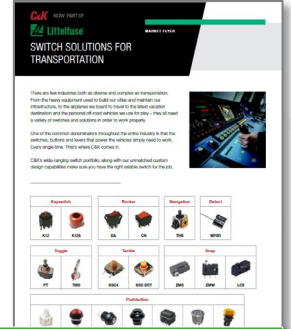 C&K NOW PART OF
Littelfuse
MARKET FLYER
SWITCH SOLUTIONS FOR
TRANSPORTATION
There are few industries both as diverse and complex as transportation.
From the heavy equipment used to build our cities and maintain our
infrastructure, to the airplanes we board to travel to the latest vacation
destination and the personal off-road vehicles we use for play – they all need
a variety of switches and solutions in order to work properly.
One of the common denominators throughout the entire industry is that the
switches, buttons and levers that power the vehicles simply need to work.
Every single time. That's where C&K comes in.
C&K's wide ranging switch portfolio, along with our unmatched custom
design capabilities make sure you have the right reliable switch for the job.
Keyswitch Rocker Navigation Detect
K12 DA CN THB
Toggle Tactile Snap
PT 7000 KSC4 KSC DCT ZMS ZMW LC8
Pushbutton